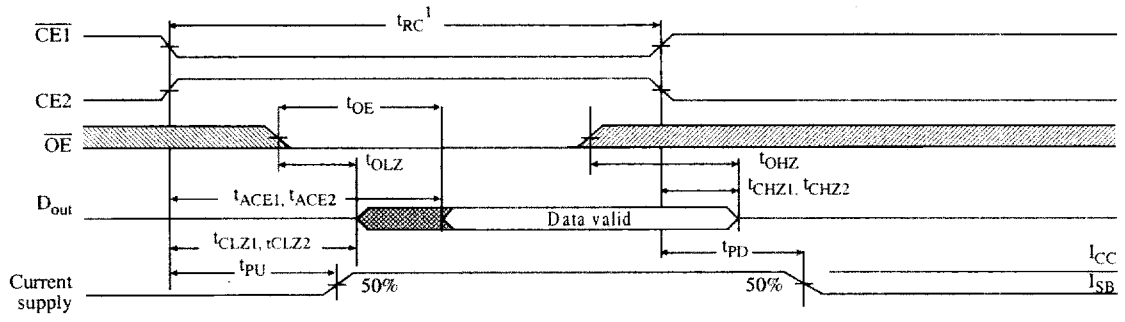 tRC1
CE1
CE2
tOE
OE
tOLZ
tOHZ
tACE1, tACE2
tCHZ1, tCHZ2
Dout
Data valid
tCLZ1, tCLZ2
tPU
tPD
ICC
Current
supply
50%
50%
ISB